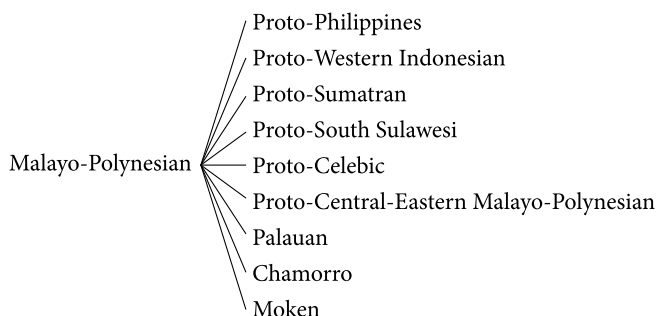 Proto-Philippines
Proto-Western Indonesian
Proto-Sumatran
Proto-South Sulawesi
Malayo-Polynesian
Proto-Celebic
Proto-Central-Eastern Malayo-Polynesian
Palauan
Chamorro
Moken